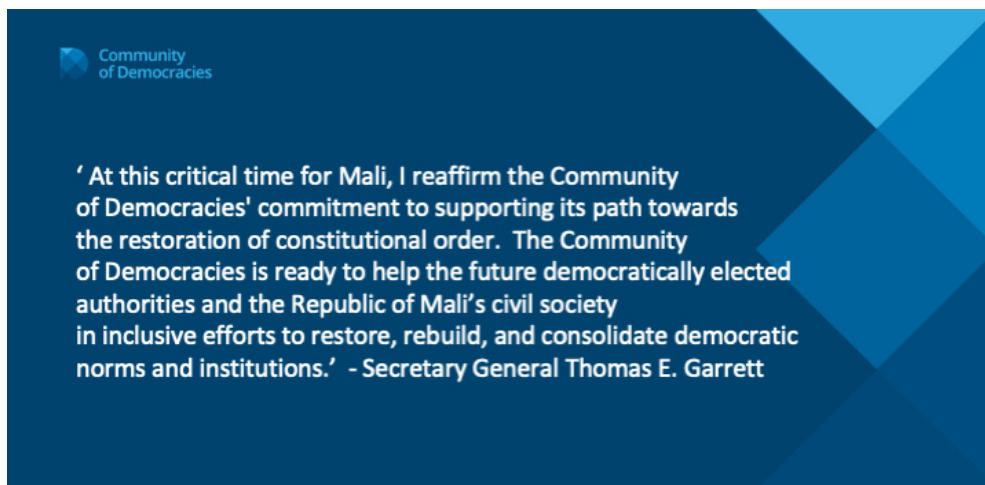 Community
of Democracies
‘ At this critical time for Mali, I reaffirm the Community
of Democracies' commitment to supporting its path towards
the restoration of constitutional order.  The Community
of Democracies is ready to help the future democratically elected
authorities and the Republic of Mali’s civil society
in inclusive efforts to restore, rebuild, and consolidate democratic
norms and institutions.’  - Secretary General Thomas E. Garrett